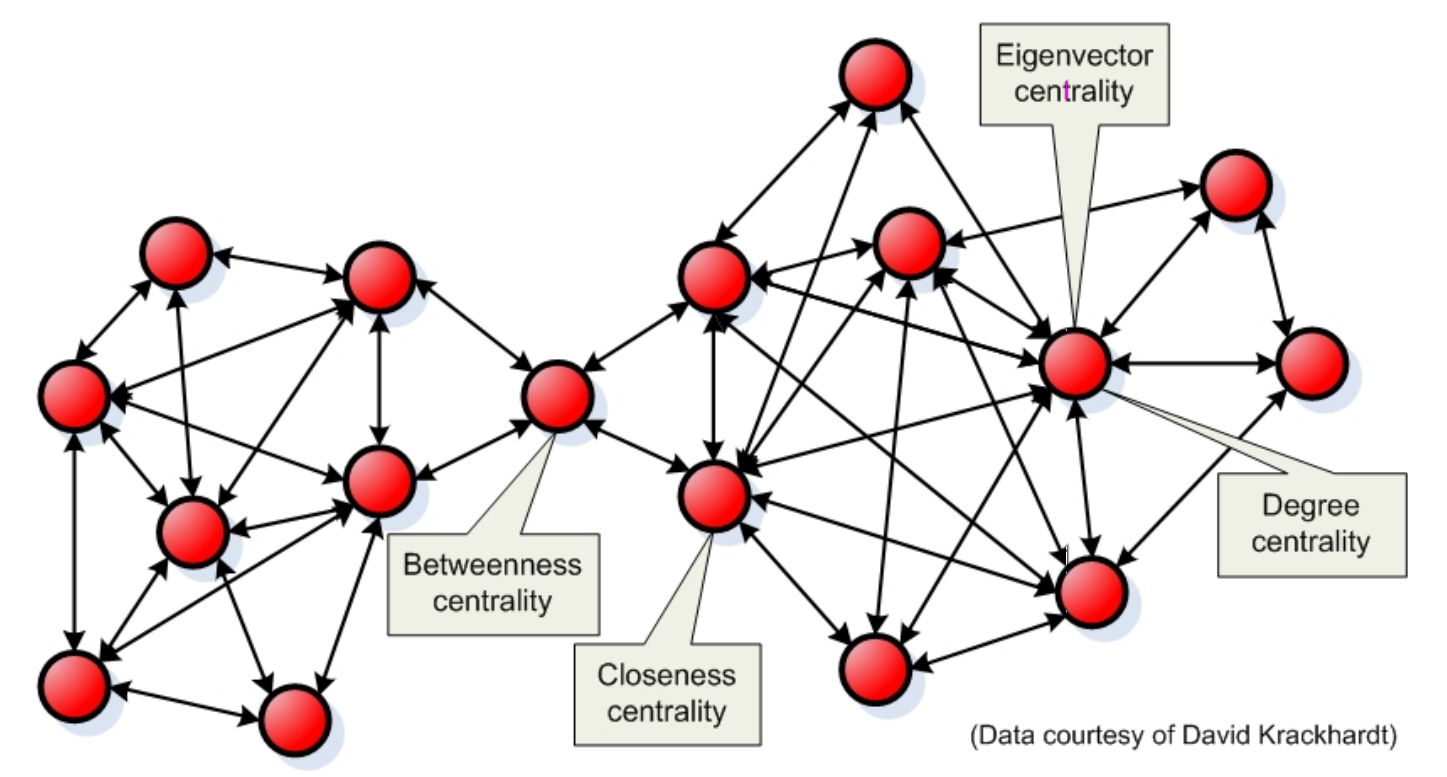 Eigenvector
centrality
Degree
centrality
Betweenness
centrality
Closeness
centrality
(Data courtesy of David Krackhardt)